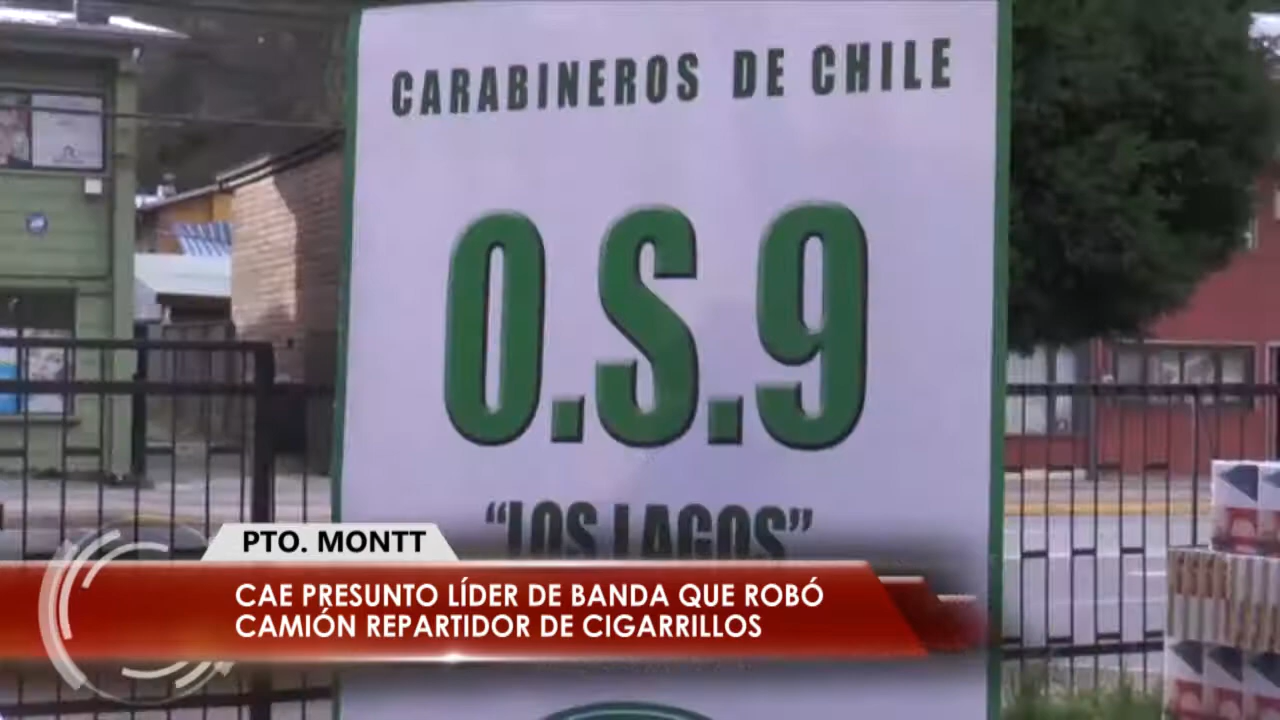 CARABINEROS DE CHILE
O.S.9
"LOS LAGOS"
PTO. MONTT
CAE PRESUNTO LÍDER DE BANDA QUE ROBÓ
CAMIÓN REPARTIDOR DE CIGARRILLOS